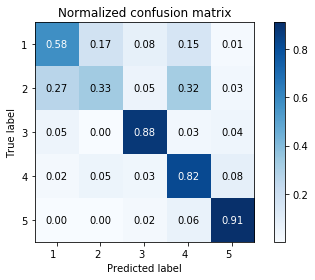 Normalized confusion matrix
1 0.58 0.17 0.08 0.15 0.01
2 0.27 0.33 0.05 0.32 0.03
3 0.05 0.00 0.88 0.03 0.04
4 0.02 0.05 0.03 0.82 0.08
5 0.00 0.00 0.02 0.06 0.91
1 2 3 4 5
True label
Predicted label
0.8
0.6
0.4
0.2